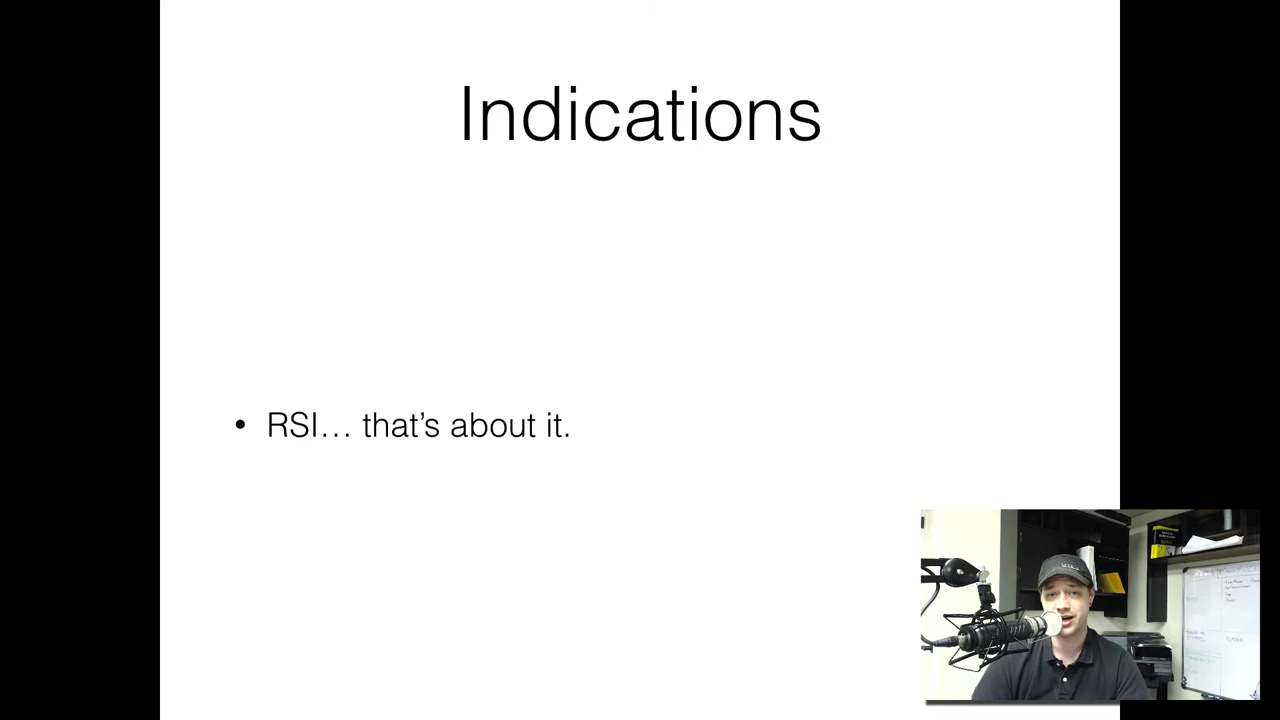 Indications
• RSI… that’s about it.